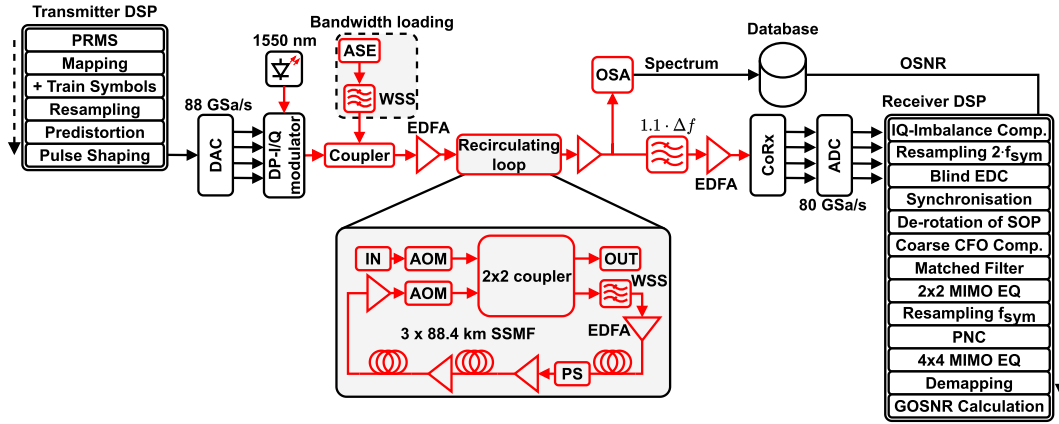 Transmitter DSP
PRMS
Mapping
+ Train Symbols
Resampling
Predistortion
Pulse Shaping
88 GSa/s
DAC
1550 nm
DP-I/Q
modulator
Bandwidth loading
ASE
WSS
Coupler
EDFA
Recirculating
loop
OSA
Spectrum
Database
OSNR
1.1 · Δf
EDFA
CoRx
ADC
80 GSa/s
Receiver DSP
IQ-Imbalance Comp.
Resampling 2·fsym
Blind EDC
Synchronisation
De-rotation of SOP
Coarse CFO Comp.
Matched Filter
2x2 MIMO EQ
Resampling fsym
PNC
4x4 MIMO EQ
Demapping
GOSNR Calculation
IN
AOM
2x2 coupler
OUT
AOM
WSS
EDFA
3 x 88.4 km SSMF
PS